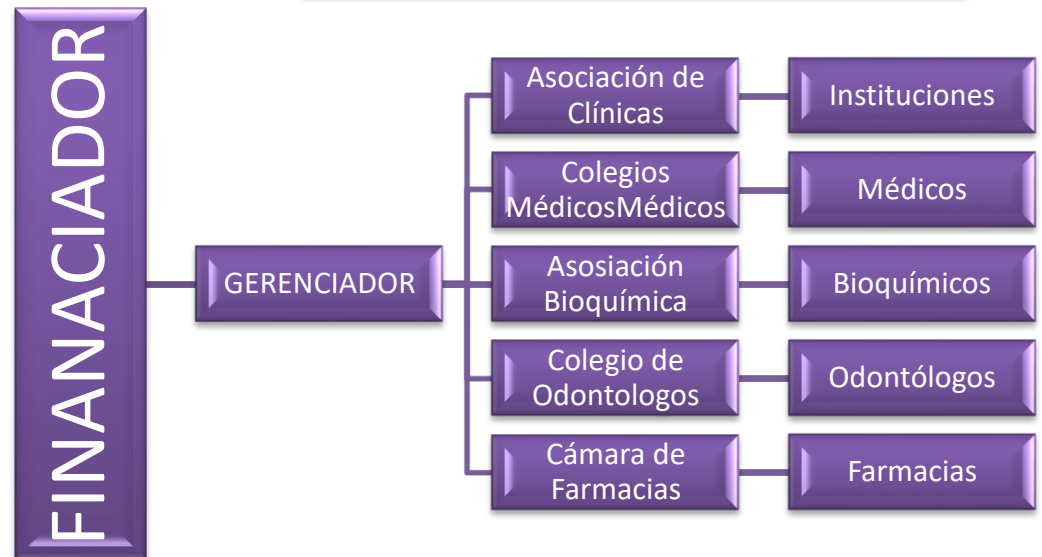 FINANACIADOR
GERENCIADOR
Asociación de
Clínicas
Instituciones
Colegios
MédicosMédicos
Médicos
Asosiación
Bioquímica
Bioquímicos
Colegio de
Odontologos
Odontólogos
Cámara de
Farmacias
Farmacias